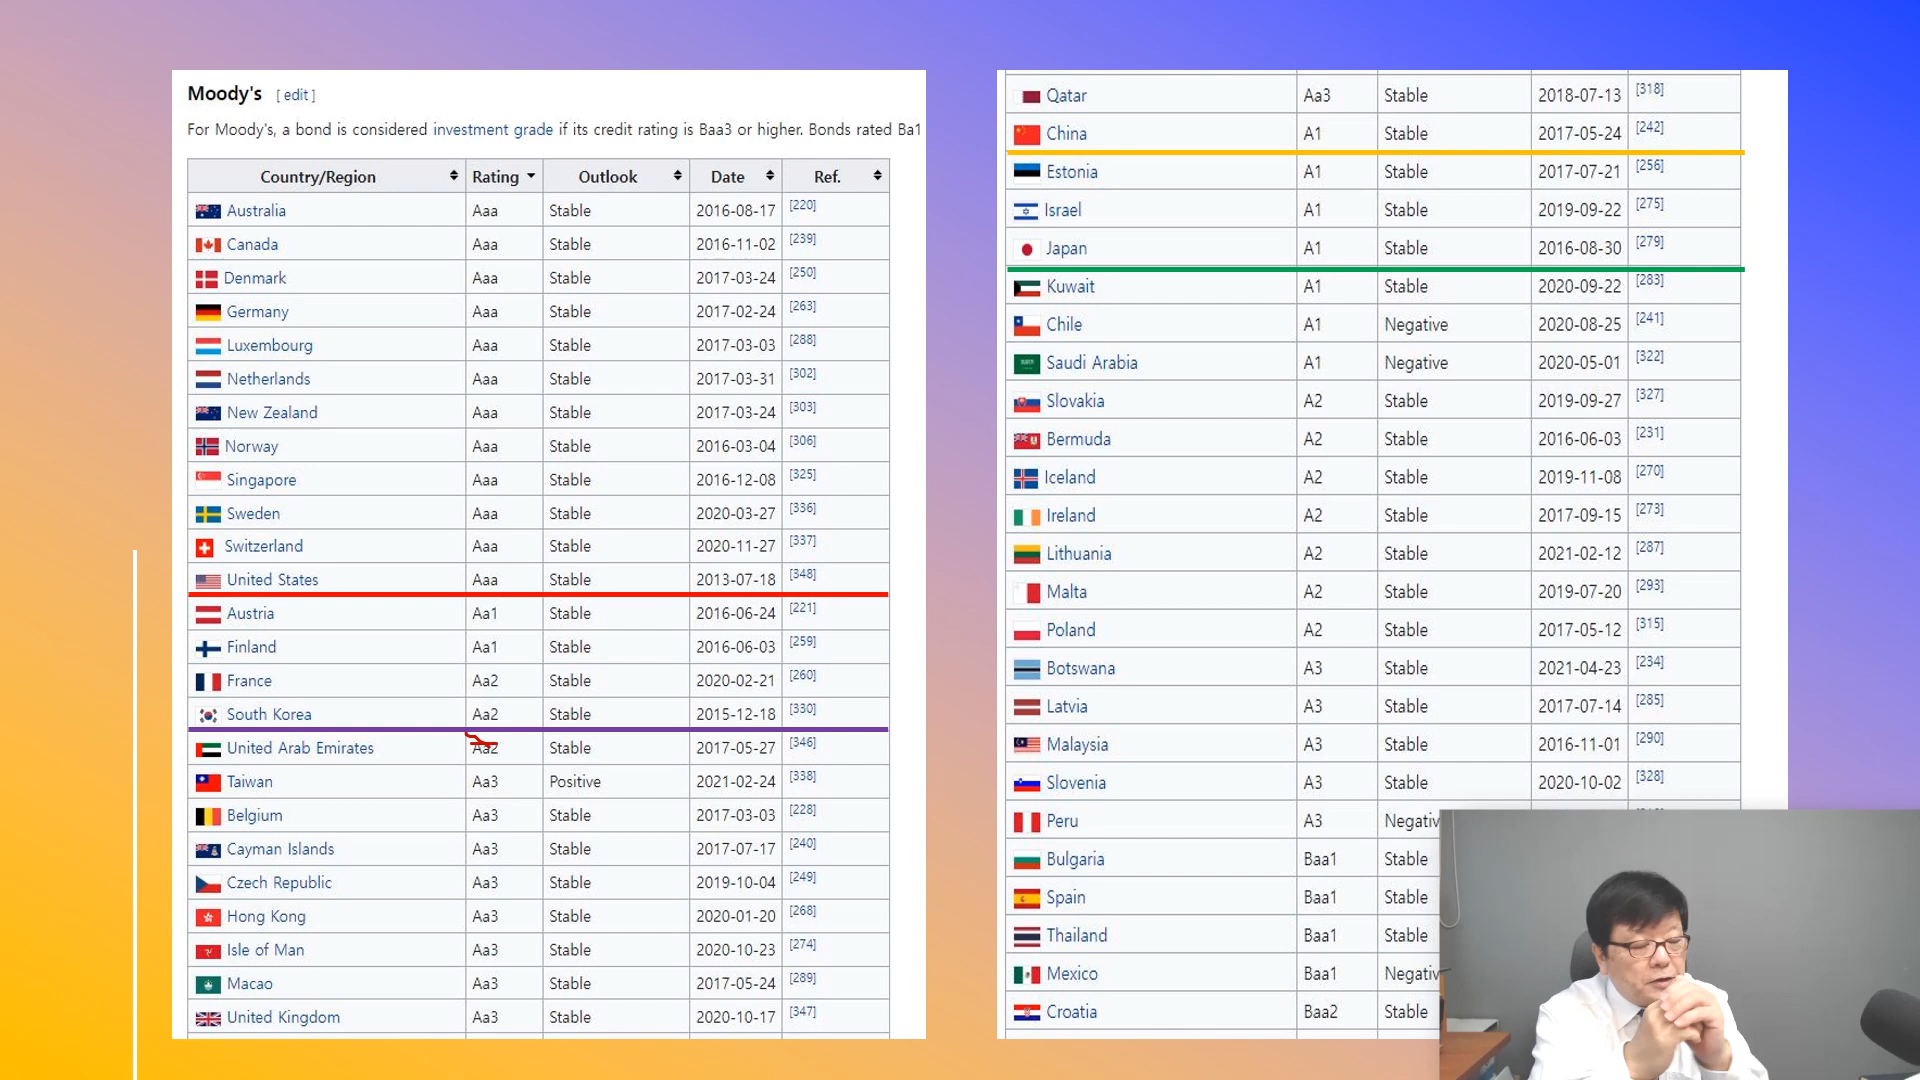 Moody's [ edit ]
For Moody's, a bond is considered investment grade if its credit rating is Baa3 or higher. Bonds rated Ba1
Country/Region Rating Outlook Date Ref.
Australia Aaa Stable 2016-08-17 [220]
Canada Aaa Stable 2016-11-02 [239]
Denmark Aaa Stable 2017-03-24 [250]
Germany Aaa Stable 2017-02-24 [263]
Luxembourg Aaa Stable 2017-03-03 [288]
Netherlands Aaa Stable 2017-03-31 [302]
New Zealand Aaa Stable 2017-03-24 [303]
Norway Aaa Stable 2016-03-04 [306]
Singapore Aaa Stable 2016-12-08 [325]
Sweden Aaa Stable 2020-03-27 [336]
Switzerland Aaa Stable 2020-11-27 [337]
United States Aaa Stable 2013-07-18 [348]
Austria Aa1 Stable 2016-06-24 [221]
Finland Aa1 Stable 2016-06-03 [259]
France Aa2 Stable 2020-02-21 [260]
South Korea Aa2 Stable 2015-12-18 [330]
United Arab Emirates Aa2 Stable 2017-05-27 [346]
Taiwan Aa3 Positive 2021-02-24 [338]
Belgium Aa3 Stable 2017-03-03 [228]
Cayman Islands Aa3 Stable 2017-07-17 [240]
Czech Republic Aa3 Stable 2019-10-04 [249]
Hong Kong Aa3 Stable 2020-01-20 [268]
Isle of Man Aa3 Stable 2020-10-23 [274]
Macao Aa3 Stable 2017-05-24 [289]
United Kingdom Aa3 Stable 2020-10-17 [347]
Qatar Aa3 Stable 2018-07-13 [318]
China A1 Stable 2017-05-24 [242]
Estonia A1 Stable 2017-07-21 [256]
Israel A1 Stable 2019-09-22 [275]
Japan A1 Stable 2016-08-30 [279]
Kuwait A1 Stable 2020-09-22 [283]
Chile A1 Negative 2020-08-25 [241]
Saudi Arabia A1 Negative 2020-05-01 [322]
Slovakia A2 Stable 2019-09-27 [327]
Bermuda A2 Stable 2016-06-03 [231]
Iceland A2 Stable 2019-11-08 [270]
Ireland A2 Stable 2017-09-15 [273]
Lithuania A2 Stable 2021-02-12 [287]
Malta A2 Stable 2019-07-20 [293]
Poland A2 Stable 2017-05-12 [315]
Botswana A3 Stable 2021-04-23 [234]
Latvia A3 Stable 2017-07-14 [285]
Malaysia A3 Stable 2016-11-01 [290]
Slovenia A3 Stable 2020-10-02 [328]
Peru A3 Negativ
Bulgaria Baa1 Stable
Spain Baa1 Stable
Thailand Baa1 Stable
Mexico Baa1 Negativ
Croatia Baa2 Stable